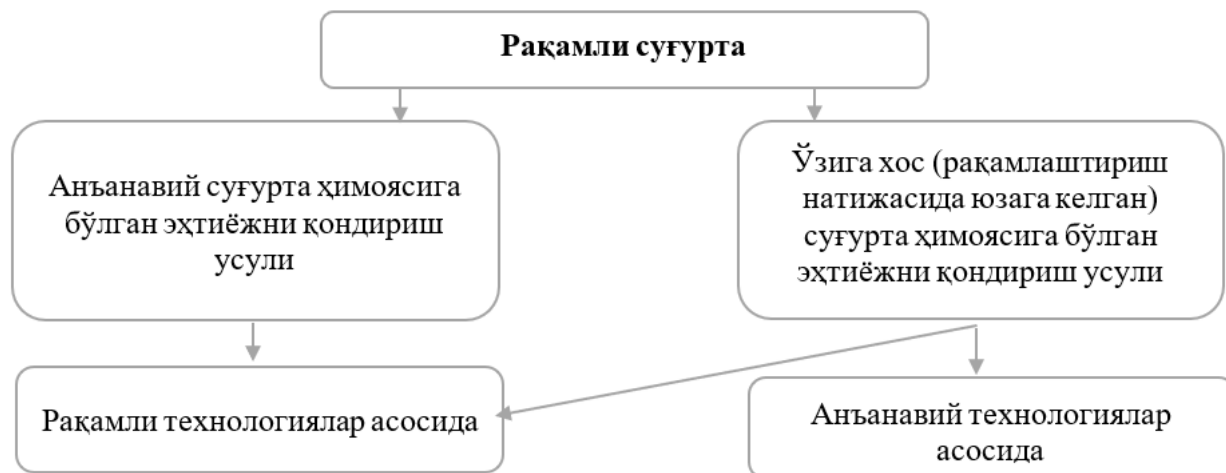 Рақамли суғурта
Анъанавий суғурта ҳимоясига
бўлган эҳтиёжни қондириш
усули
Ўзига хос (рақамлаштириш
натижасида юзага келган)
суғурта ҳимоясига бўлган
эҳтиёжни қондириш усули
Рақамли технологиялар асосида
Анъанавий технологиялар
асосида